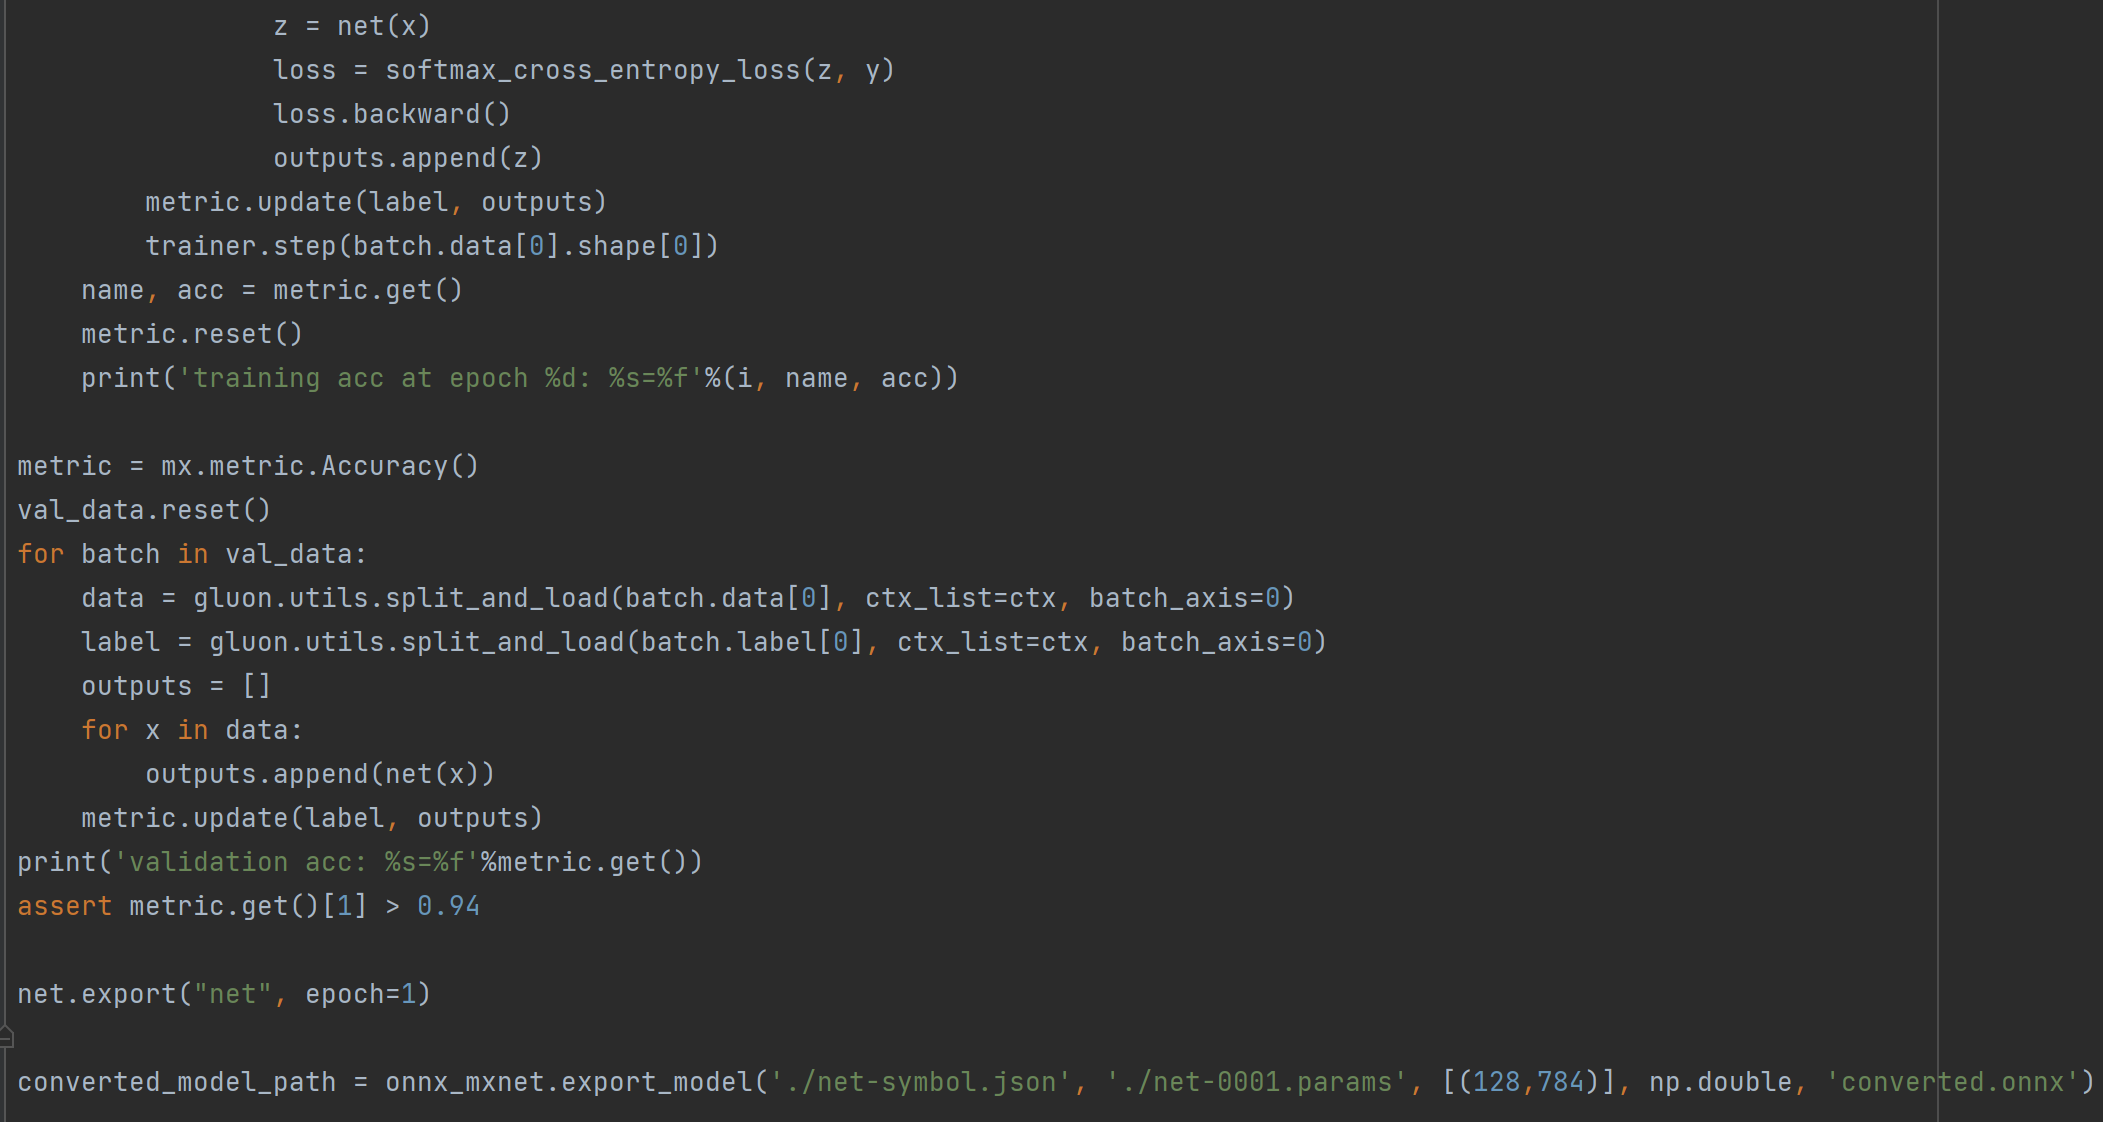 z = net(x)
loss = softmax_cross_entropy_loss(z, y)
loss.backward()
outputs.append(z)
metric.update(label, outputs)
trainer.step(batch.data[0].shape[0])
name, acc = metric.get()
metric.reset()
print('training acc at epoch %d: %s=%f'%(i, name, acc))
metric = mx.metric.Accuracy()
val_data.reset()
for batch in val_data:
data = gluon.utils.split_and_load(batch.data[0], ctx_list=ctx, batch_axis=0)
label = gluon.utils.split_and_load(batch.label[0], ctx_list=ctx, batch_axis=0)
outputs = []
for x in data:
outputs.append(net(x))
metric.update(label, outputs)
print('validation acc: %s=%f'%metric.get())
assert metric.get()[1] > 0.94
net.export("net", epoch=1)
converted_model_path = onnx_mxnet.export_model('./net-symbol.json', './net-0001.params', [(128,784)], np.double, 'converted.onnx')